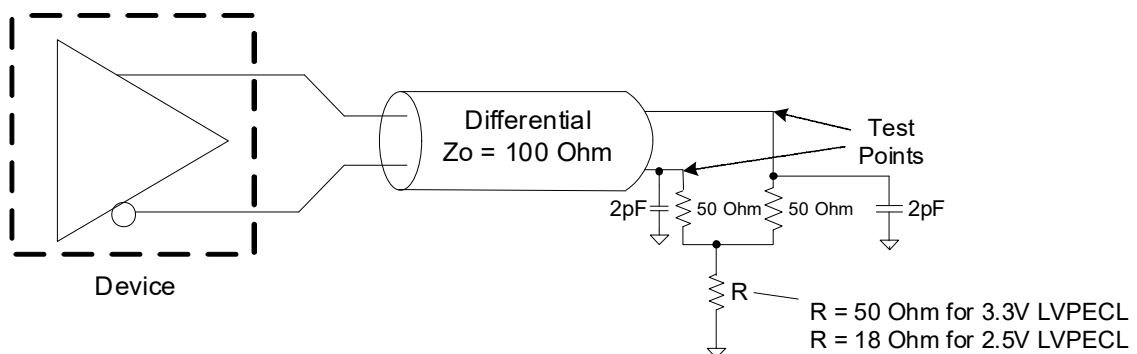 Differential
Zo = 100 Ohm
Test
Points
2pF
50 Ohm
50 Ohm
2pF
Device
R
R = 50 Ohm for 3.3V LVPECL
R = 18 Ohm for 2.5V LVPECL